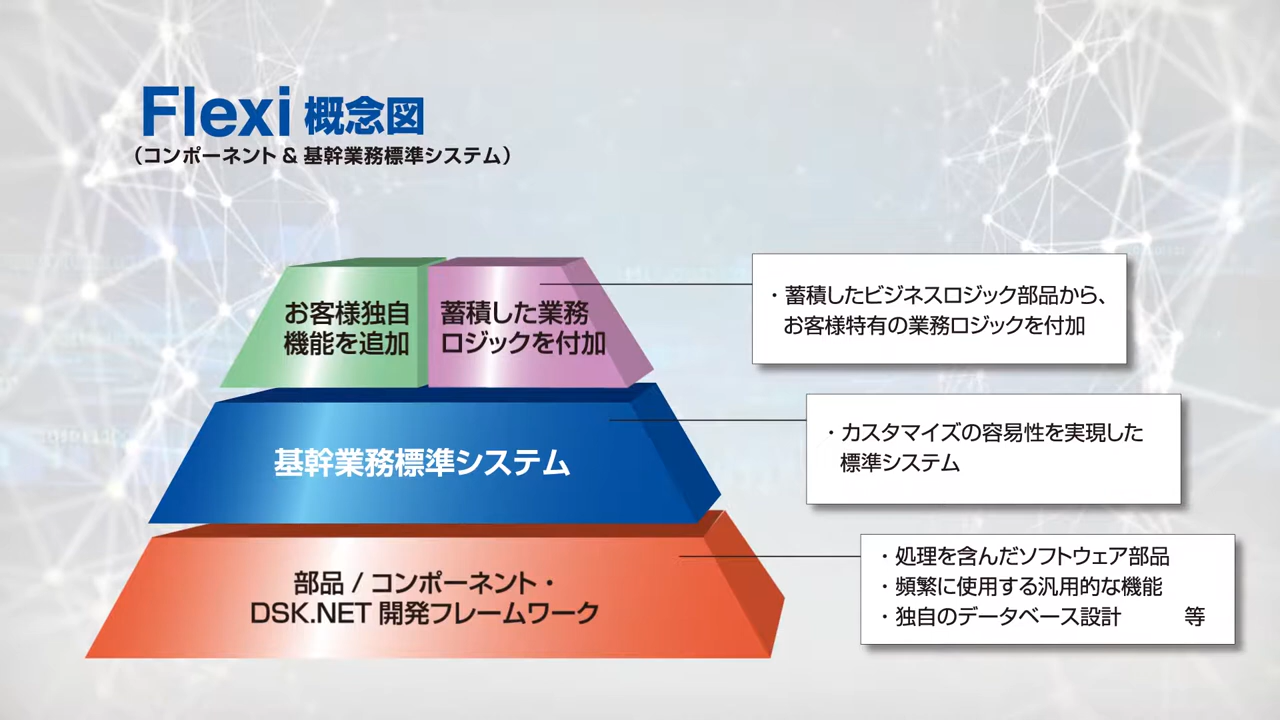 Flexi 概念図
（コンポーネント & 基幹業務標準システム）
お客様独自
機能を追加
蓄積した業務
ロジックを付加
・蓄積したビジネスロジック部品から、
お客様特有の業務ロジックを付加
基幹業務標準システム
・カスタマイズの容易性を実現した
標準システム
部品 / コンポーネント・
DSK.NET 開発フレームワーク
・処理を含んだソフトウェア部品
・頻繁に使用する汎用的な機能
・独自のデータベース設計 等